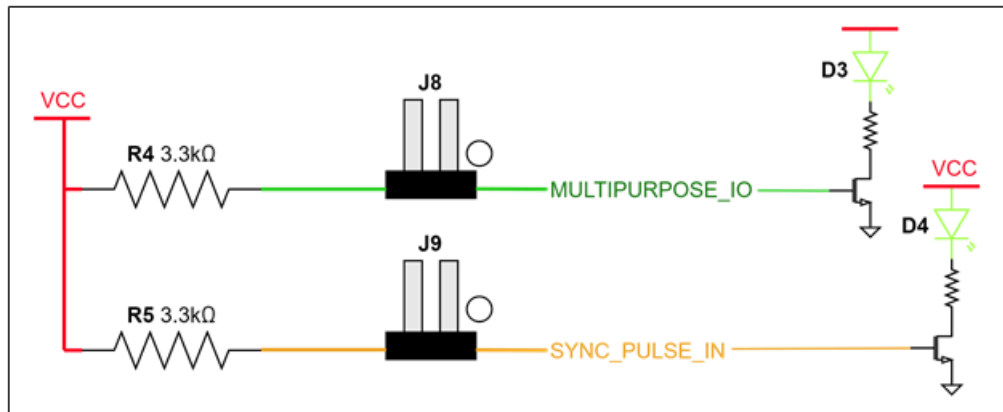 D3
J8
VCC
R4 3.3kΩ
MULTIPURPOSE_IO
VCC
D4
J9
R5 3.3kΩ
SYNC_PULSE_IN